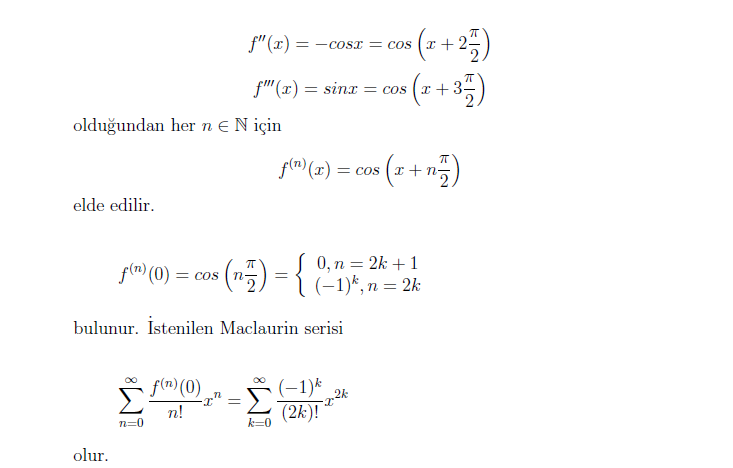 f''(x) = −cosx = cos(x + 2π/2)
f'''(x) = sinx = cos(x + 3π/2)
olduğundan her n ∈ ℕ için
f⁽ⁿ⁾(x) = cos(x + nπ/2)
elde edilir.
f⁽ⁿ⁾(0) = cos(nπ/2) = { 0, n = 2k + 1
(−1)ᵏ, n = 2k
bulunur. İstenilen Maclaurin serisi
∑_{n=0}^{∞} f⁽ⁿ⁾(0)/n! xⁿ = ∑_{k=0}^{∞} (−1)ᵏ/(2k)! x²ᵏ
olur.